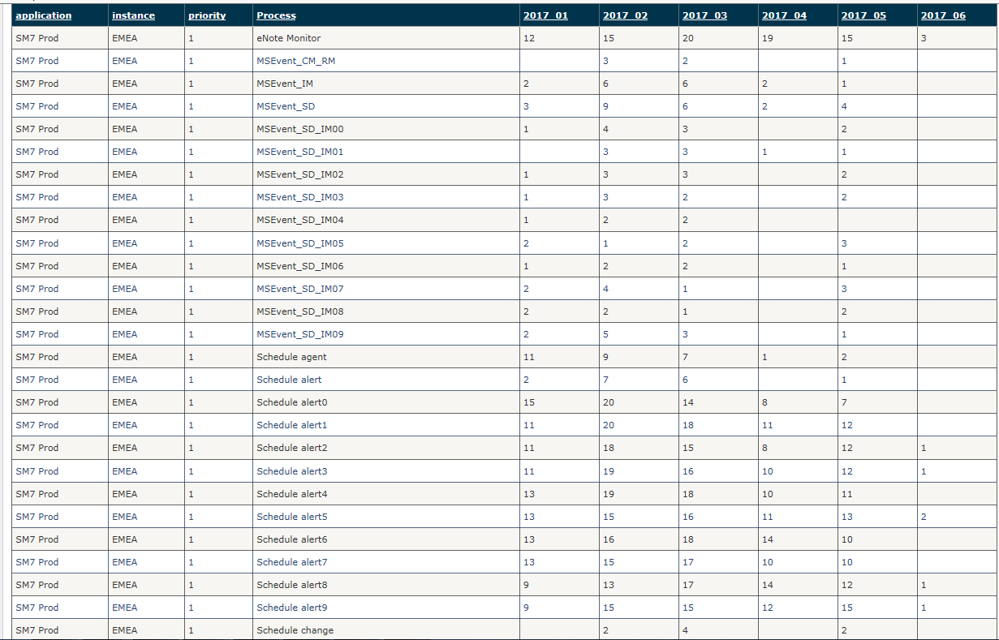 application instance priority Process 2017_01 2017_02 2017_03 2017_04 2017_05 2017_06
SM7 Prod EMEA 1 eNote Monitor 12 15 20 19 15 3
SM7 Prod EMEA 1 MSEvent_CM_RM 3 2 1
SM7 Prod EMEA 1 MSEvent_IM 2 6 6 2 1
SM7 Prod EMEA 1 MSEvent_SD 3 9 6 2 4
SM7 Prod EMEA 1 MSEvent_SD_IM00 1 4 3 2
SM7 Prod EMEA 1 MSEvent_SD_IM01 3 3 1 1
SM7 Prod EMEA 1 MSEvent_SD_IM02 1 3 3 2
SM7 Prod EMEA 1 MSEvent_SD_IM03 1 3 2 2
SM7 Prod EMEA 1 MSEvent_SD_IM04 1 2 2
SM7 Prod EMEA 1 MSEvent_SD_IM05 2 1 2 3
SM7 Prod EMEA 1 MSEvent_SD_IM06 1 2 2 1
SM7 Prod EMEA 1 MSEvent_SD_IM07 2 4 1 3
SM7 Prod EMEA 1 MSEvent_SD_IM08 2 2 1 2
SM7 Prod EMEA 1 MSEvent_SD_IM09 2 5 3 1
SM7 Prod EMEA 1 Schedule agent 11 9 7 1 2
SM7 Prod EMEA 1 Schedule alert 2 7 6 1
SM7 Prod EMEA 1 Schedule alert0 15 20 14 8 7
SM7 Prod EMEA 1 Schedule alert1 11 20 18 11 12
SM7 Prod EMEA 1 Schedule alert2 11 18 15 8 12 1
SM7 Prod EMEA 1 Schedule alert3 11 19 16 10 12 1
SM7 Prod EMEA 1 Schedule alert4 13 19 18 10 11
SM7 Prod EMEA 1 Schedule alert5 13 15 16 11 13 2
SM7 Prod EMEA 1 Schedule alert6 13 16 18 14 10
SM7 Prod EMEA 1 Schedule alert7 13 15 17 10 10
SM7 Prod EMEA 1 Schedule alert8 9 13 17 14 12 1
SM7 Prod EMEA 1 Schedule alert9 9 15 15 12 15 1
SM7 Prod EMEA 1 Schedule change 2 4 2